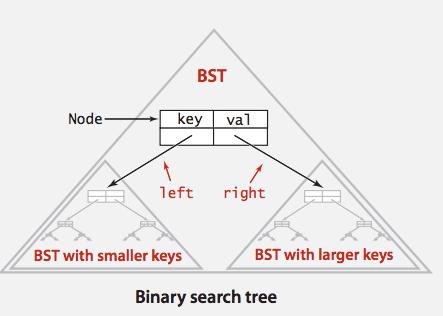 BST
Node
key val
left
right
BST with smaller keys
BST with larger keys
Binary search tree